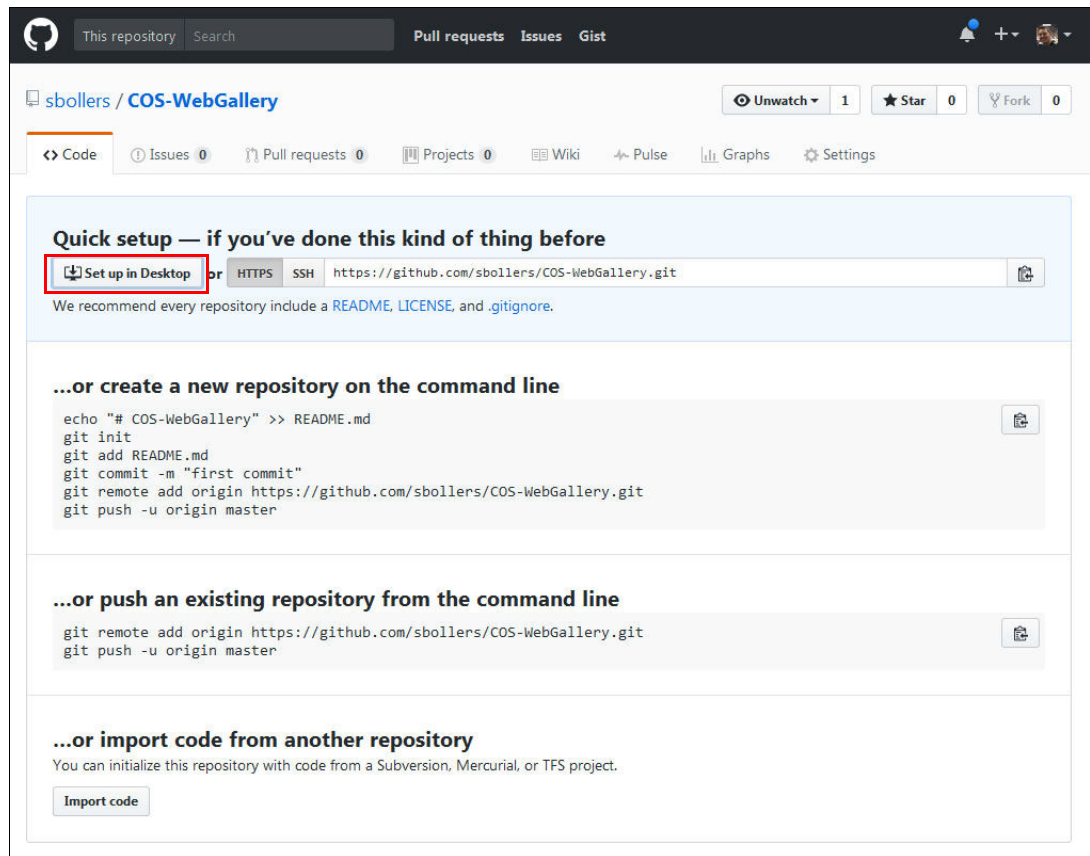 This repository Search Pull requests Issues Gist
sbollers / COS-WebGallery Unwatch 1 Star 0 Fork 0
Code Issues 0 Pull requests 0 Projects 0 Wiki Pulse Graphs Settings
Quick setup — if you’ve done this kind of thing before
Set up in Desktop or HTTPS SSH https://github.com/sbollers/COS-WebGallery.git
We recommend every repository include a README, LICENSE, and .gitignore.
…or create a new repository on the command line
echo "# COS-WebGallery" >> README.md
git init
git add README.md
git commit -m "first commit"
git remote add origin https://github.com/sbollers/COS-WebGallery.git
git push -u origin master
…or push an existing repository from the command line
git remote add origin https://github.com/sbollers/COS-WebGallery.git
git push -u origin master
…or import code from another repository
You can initialize this repository with code from a Subversion, Mercurial, or TFS project.
Import code